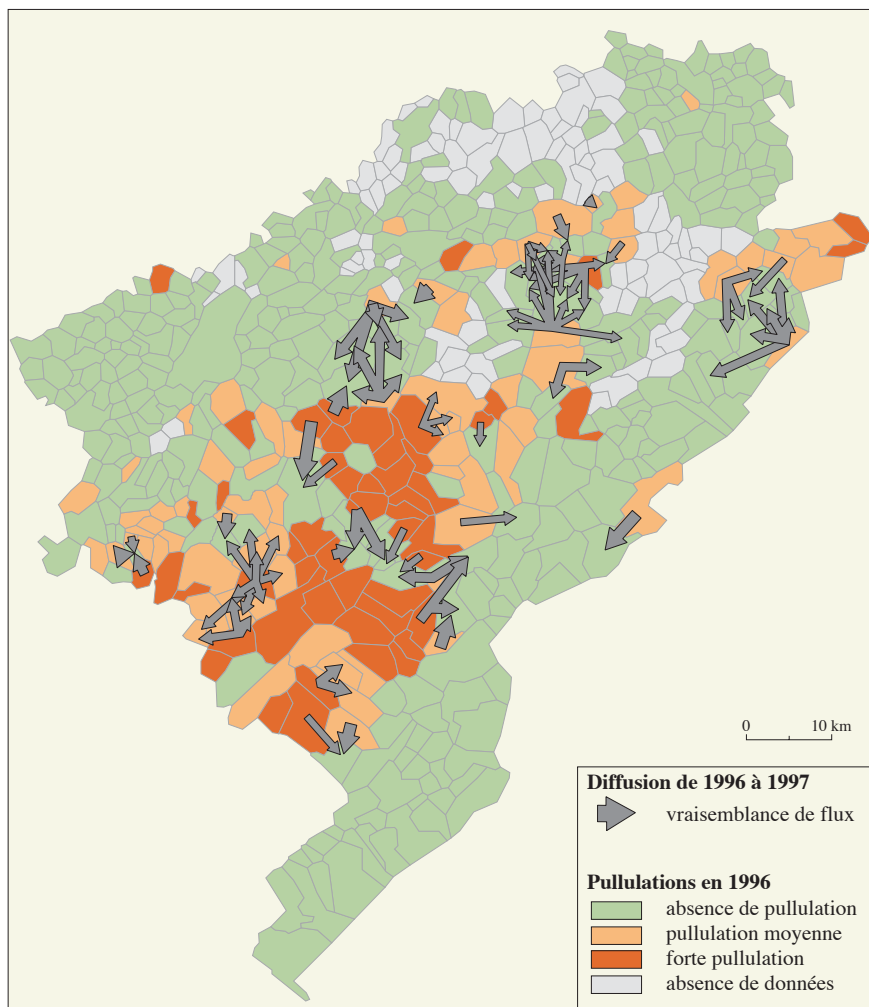 0 10 km
Diffusion de 1996 à 1997
vraisemblance de flux
Pullulations en 1996
absence de pullulation
pullulation moyenne
forte pullulation
absence de données